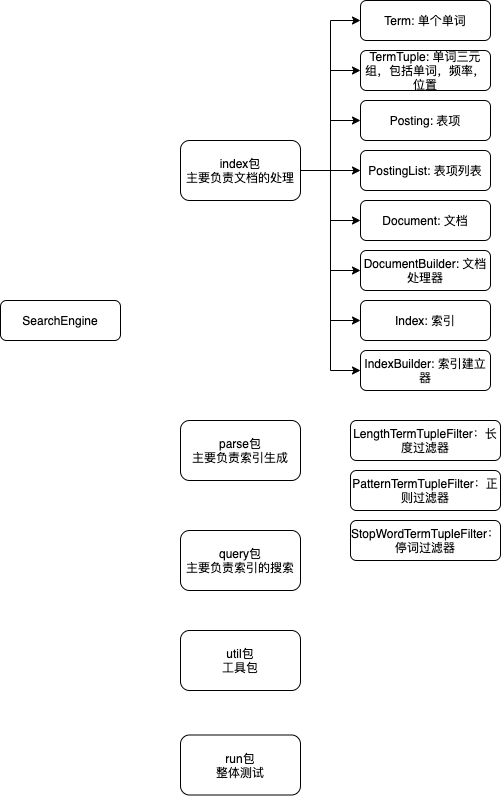 Term: 单个单词
TermTuple: 单词三元
组，包括单词，频率，
位置
Posting: 表项
index包
主要负责文档的处理
PostingList: 表项列表
Document: 文档
DocumentBuilder: 文档
处理器
SearchEngine
Index: 索引
IndexBuilder: 索引建立
器
parse包
主要负责索引生成
LengthTermTupleFilter：长
度过滤器
PatternTermTupleFilter：正
则过滤器
query包
主要负责索引的搜索
StopWordTermTupleFilter：
停词过滤器
util包
工具包
run包
整体测试